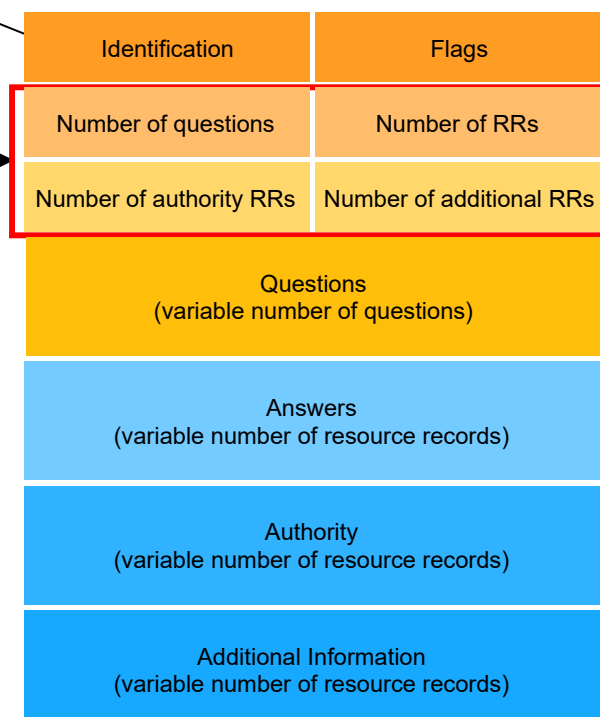 Identification
Flags
Number of questions
Number of RRs
Number of authority RRs
Number of additional RRs
Questions
(variable number of questions)
Answers
(variable number of resource records)
Authority
(variable number of resource records)
Additional Information
(variable number of resource records)